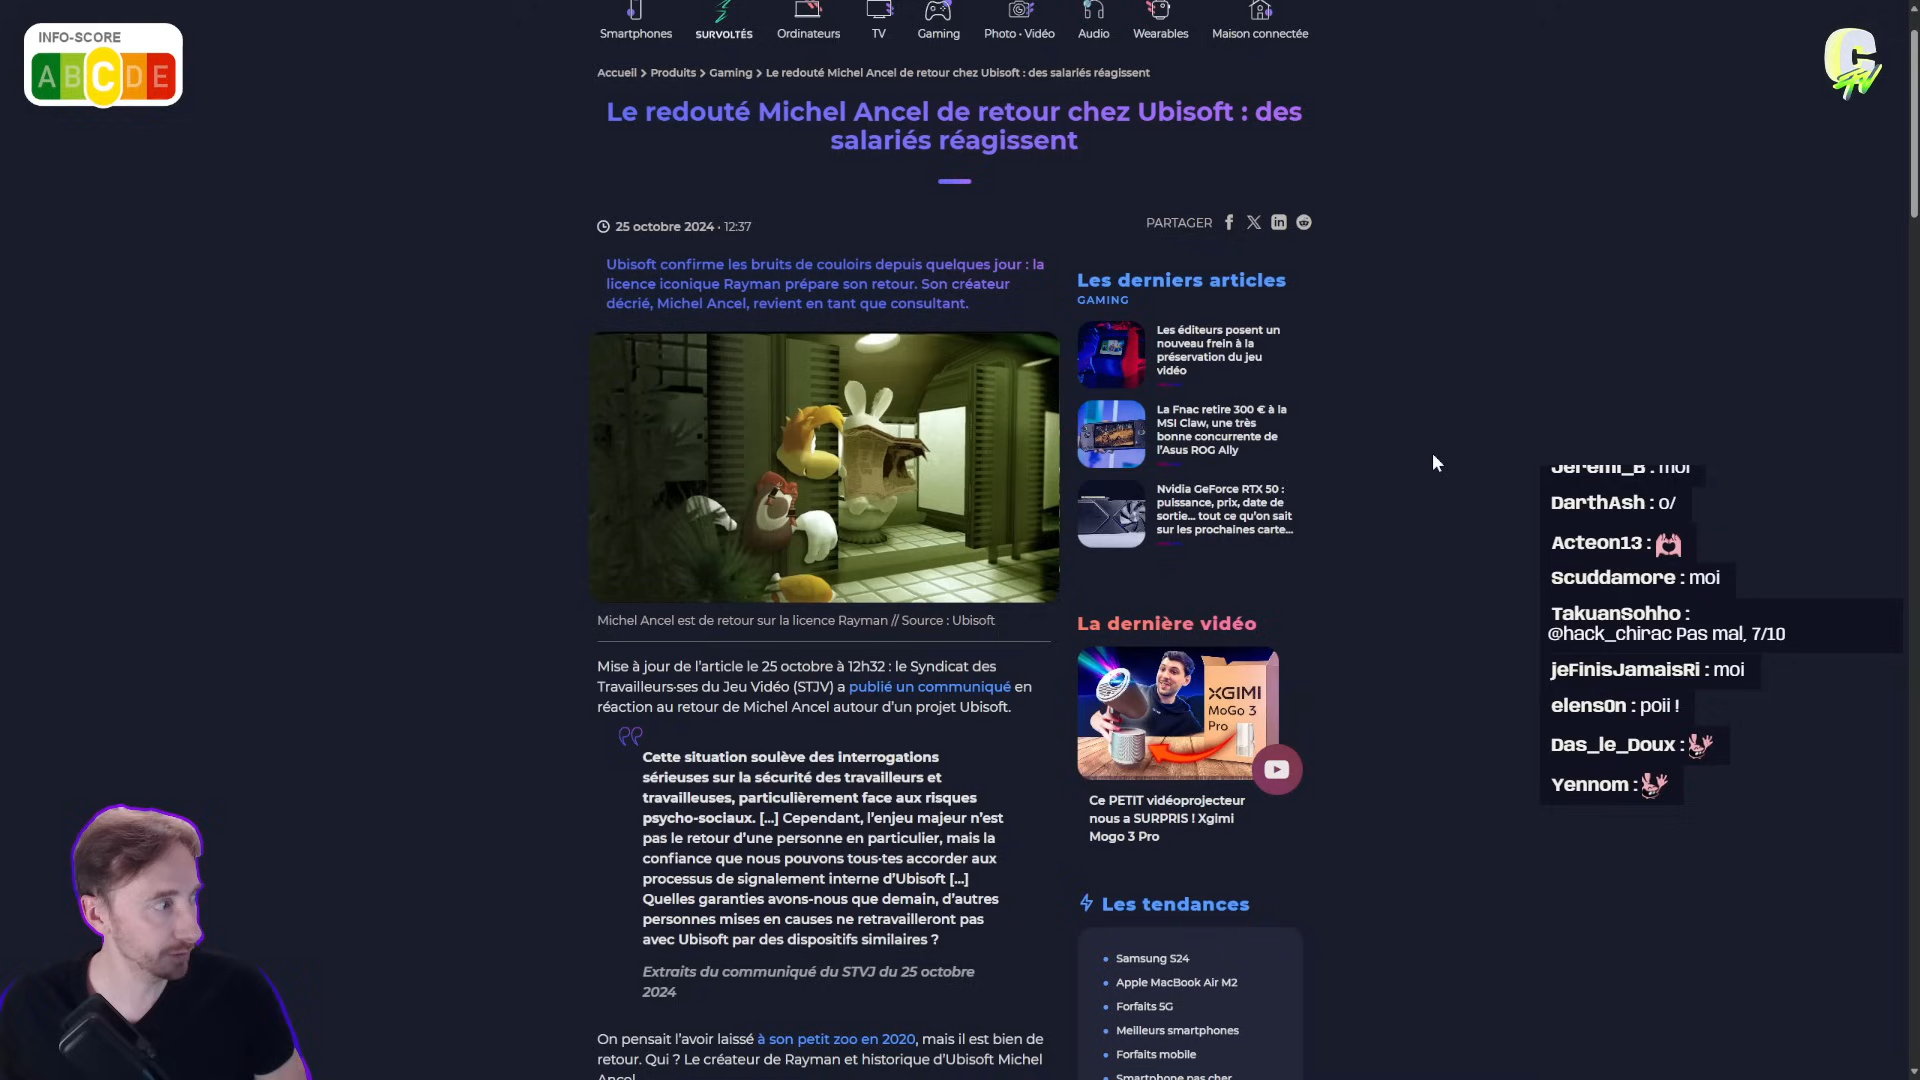 INFO-SCORE
A B C D E
Smartphones
SURVOLTÉS
Ordinateurs
TV
Gaming
Photo • Vidéo
Audio
Wearables
Maison connectée
Accueil > Produits > Gaming > Le redouté Michel Ancel de retour chez Ubisoft : des salariés réagissent
Le redouté Michel Ancel de retour chez Ubisoft : des
salariés réagissent
25 octobre 2024 • 12:37
PARTAGER
Ubisoft confirme les bruits de couloirs depuis quelques jour : la
licence iconique Rayman prépare son retour. Son créateur
décrié, Michel Ancel, revient en tant que consultant.
Michel Ancel est de retour sur la licence Rayman // Source : Ubisoft
Mise à jour de l'article le 25 octobre à 12h32 : le Syndicat des
Travailleurs·ses du Jeu Vidéo (STJV) a publié un communiqué en
réaction au retour de Michel Ancel autour d'un projet Ubisoft.
Cette situation soulève des interrogations
sérieuses sur la sécurité des travailleurs et
travailleuses, particulièrement face aux risques
psycho-sociaux. [...] Cependant, l'enjeu majeur n'est
pas le retour d'une personne en particulier, mais la
confiance que nous pouvons tous·tes accorder aux
processus de signalement interne d'Ubisoft [...]
Quelles garanties avons-nous que demain, d'autres
personnes mises en causes ne retravailleront pas
avec Ubisoft par des dispositifs similaires ?
Extraits du communiqué du STVJ du 25 octobre
2024
On pensait l'avoir laissé à son petit zoo en 2020, mais il est bien de
retour. Qui ? Le créateur de Rayman et historique d'Ubisoft Michel
Ancel
Les derniers articles
GAMING
Les éditeurs posent un
nouveau frein à la
préservation du jeu
vidéo
La Fnac retire 300 € à la
MSI Claw, une très
bonne concurrente de
l'Asus ROG Ally
Nvidia GeForce RTX 50 :
puissance, prix, date de
sortie... tout ce qu'on sait
sur les prochaines carte...
La dernière vidéo
XGIMI
MoGo 3
Pro
Ce PETIT vidéoprojecteur
nous a SURPRIS ! Xgimi
Mogo 3 Pro
Les tendances
Samsung S24
Apple MacBook Air M2
Forfaits 5G
Meilleurs smartphones
Forfaits mobile
Smartphone pas cher
C TV
Jeremi_B : moi
DarthAsh : o/
Acteon13 :
Scuddamore : moi
TakuanSohho :
@hack_chirac Pas mal, 7/10
jeFinisJamaisRi : moi
elens0n : poii !
Das_le_Doux :
Yennom :